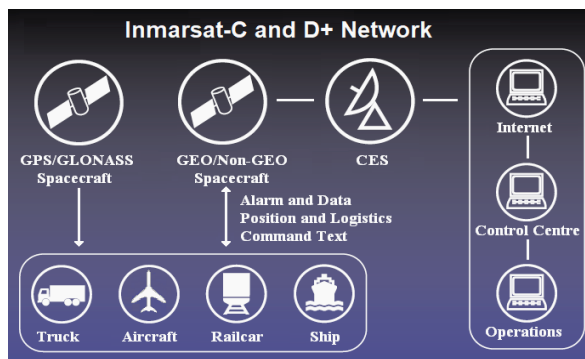 Inmarsat-C and D+ Network
GPS/GLONASS
Spacecraft
GEO/Non-GEO
Spacecraft
CES
Internet
Alarm and Data
Position and Logistics
Command Text
Control Centre
Truck
Aircraft
Railcar
Ship
Operations